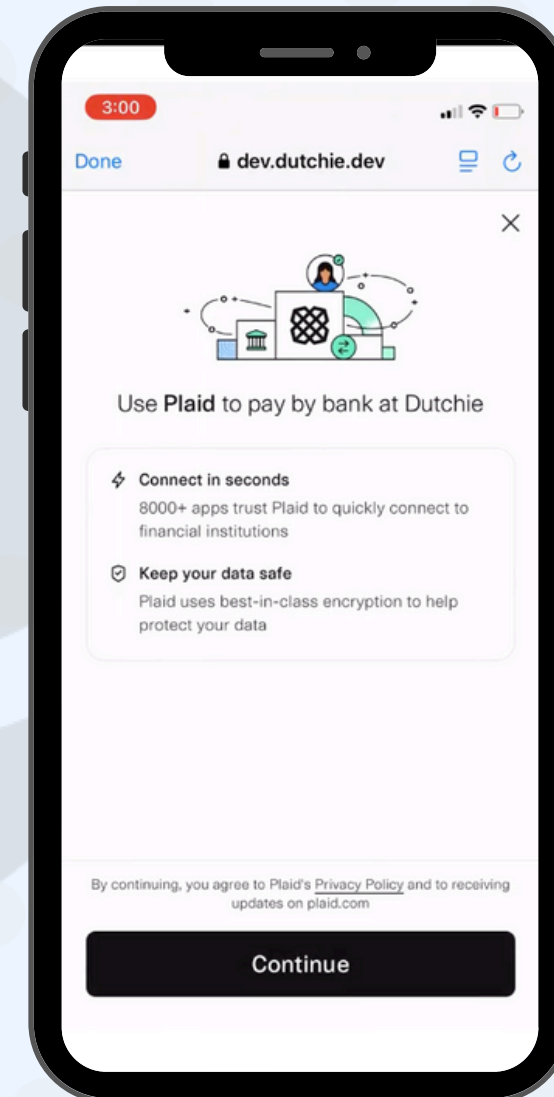 3:00
Done
dev.dutchie.dev
Use Plaid to pay by bank at Dutchie
Connect in seconds
8000+ apps trust Plaid to quickly connect to
financial institutions
Keep your data safe
Plaid uses best-in-class encryption to help
protect your data
By continuing, you agree to Plaid's Privacy Policy and to receiving
updates on plaid.com
Continue